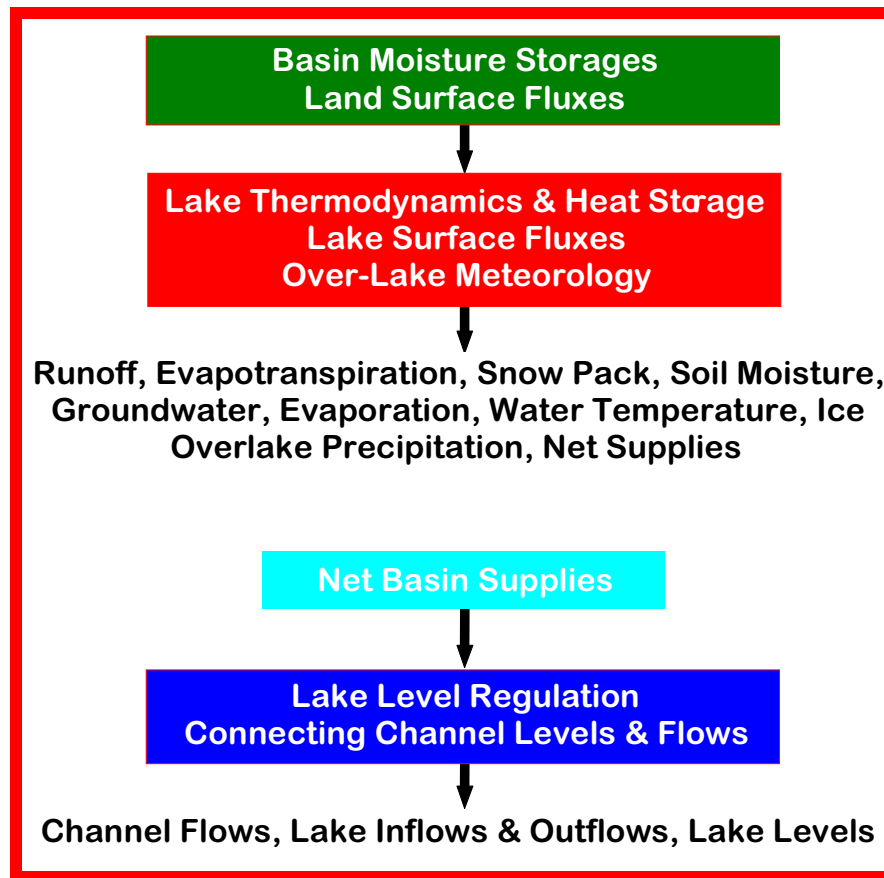 Basin Moisture Storages
Land Surface Fluxes
Lake Thermodynamics & Heat Storage
Lake Surface Fluxes
Over-Lake Meteorology
Runoff, Evapotranspiration, Snow Pack, Soil Moisture,
Groundwater, Evaporation, Water Temperature, Ice
Overlake Precipitation, Net Supplies
Net Basin Supplies
Lake Level Regulation
Connecting Channel Levels & Flows
Channel Flows, Lake Inflows & Outflows, Lake Levels